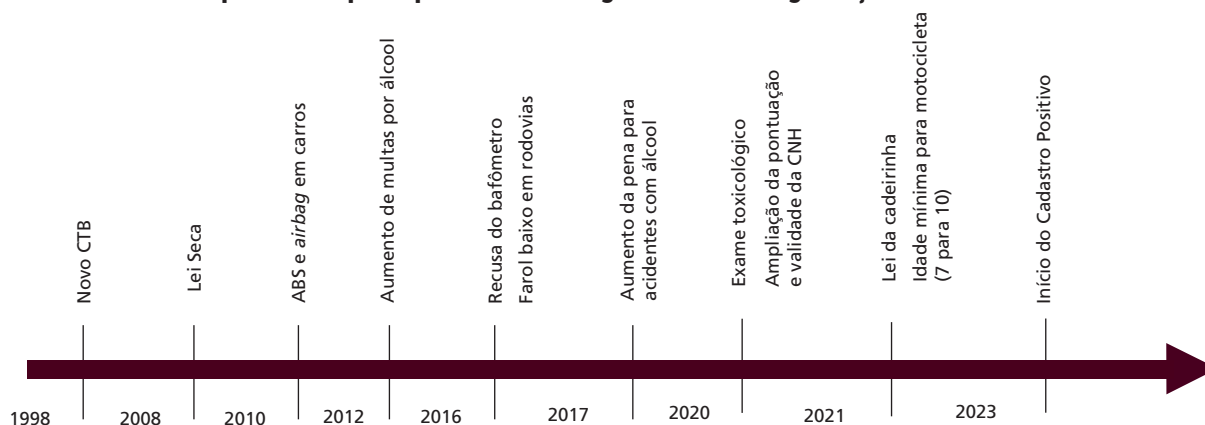 Novo CTB
Lei Seca
ABS e airbag em carros
Aumento de multas por álcool
Recusa do bafômetro
Farol baixo em rodovias
Aumento da pena para
acidentes com álcool
Exame toxicológico
Ampliação da pontuação
e validade da CNH
Lei da cadeirinha
Idade mínima para motocicleta
(7 para 10)
Início do Cadastro Positivo
1998
2008
2010
2012
2016
2017
2020
2021
2023